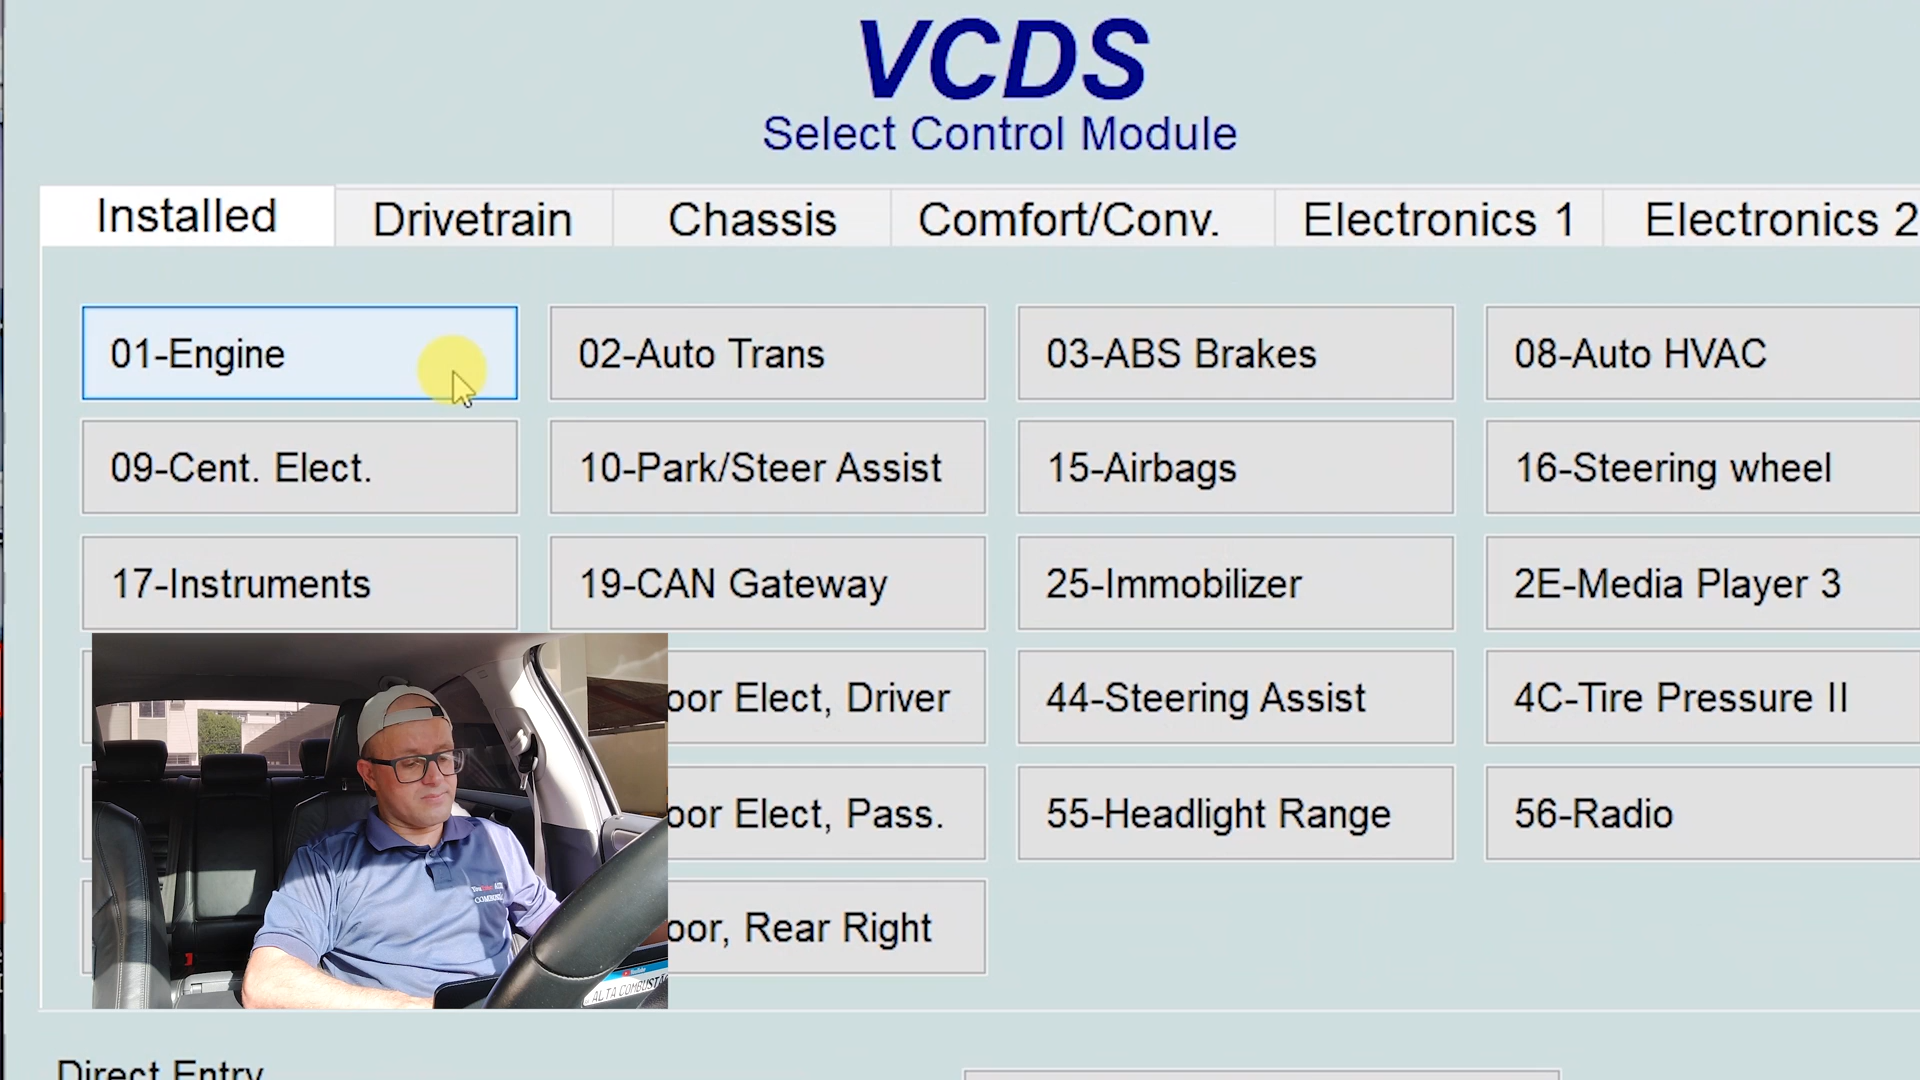 VCDS
Select Control Module
Installed
Drivetrain
Chassis
Comfort/Conv.
Electronics 1
Electronics 2
01-Engine
02-Auto Trans
03-ABS Brakes
08-Auto HVAC
09-Cent. Elect.
10-Park/Steer Assist
15-Airbags
16-Steering wheel
17-Instruments
19-CAN Gateway
25-Immobilizer
2E-Media Player 3
oor Elect, Driver
44-Steering Assist
4C-Tire Pressure II
oor Elect, Pass.
55-Headlight Range
56-Radio
oor, Rear Right
YouTube
ALTA COMBUSTÃO
Direct Entry